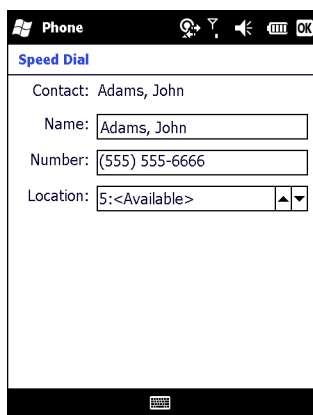 Phone OK
Speed Dial
Contact: Adams, John
Name: Adams, John
Number: (555) 555-6666
Location: 5:<Available>